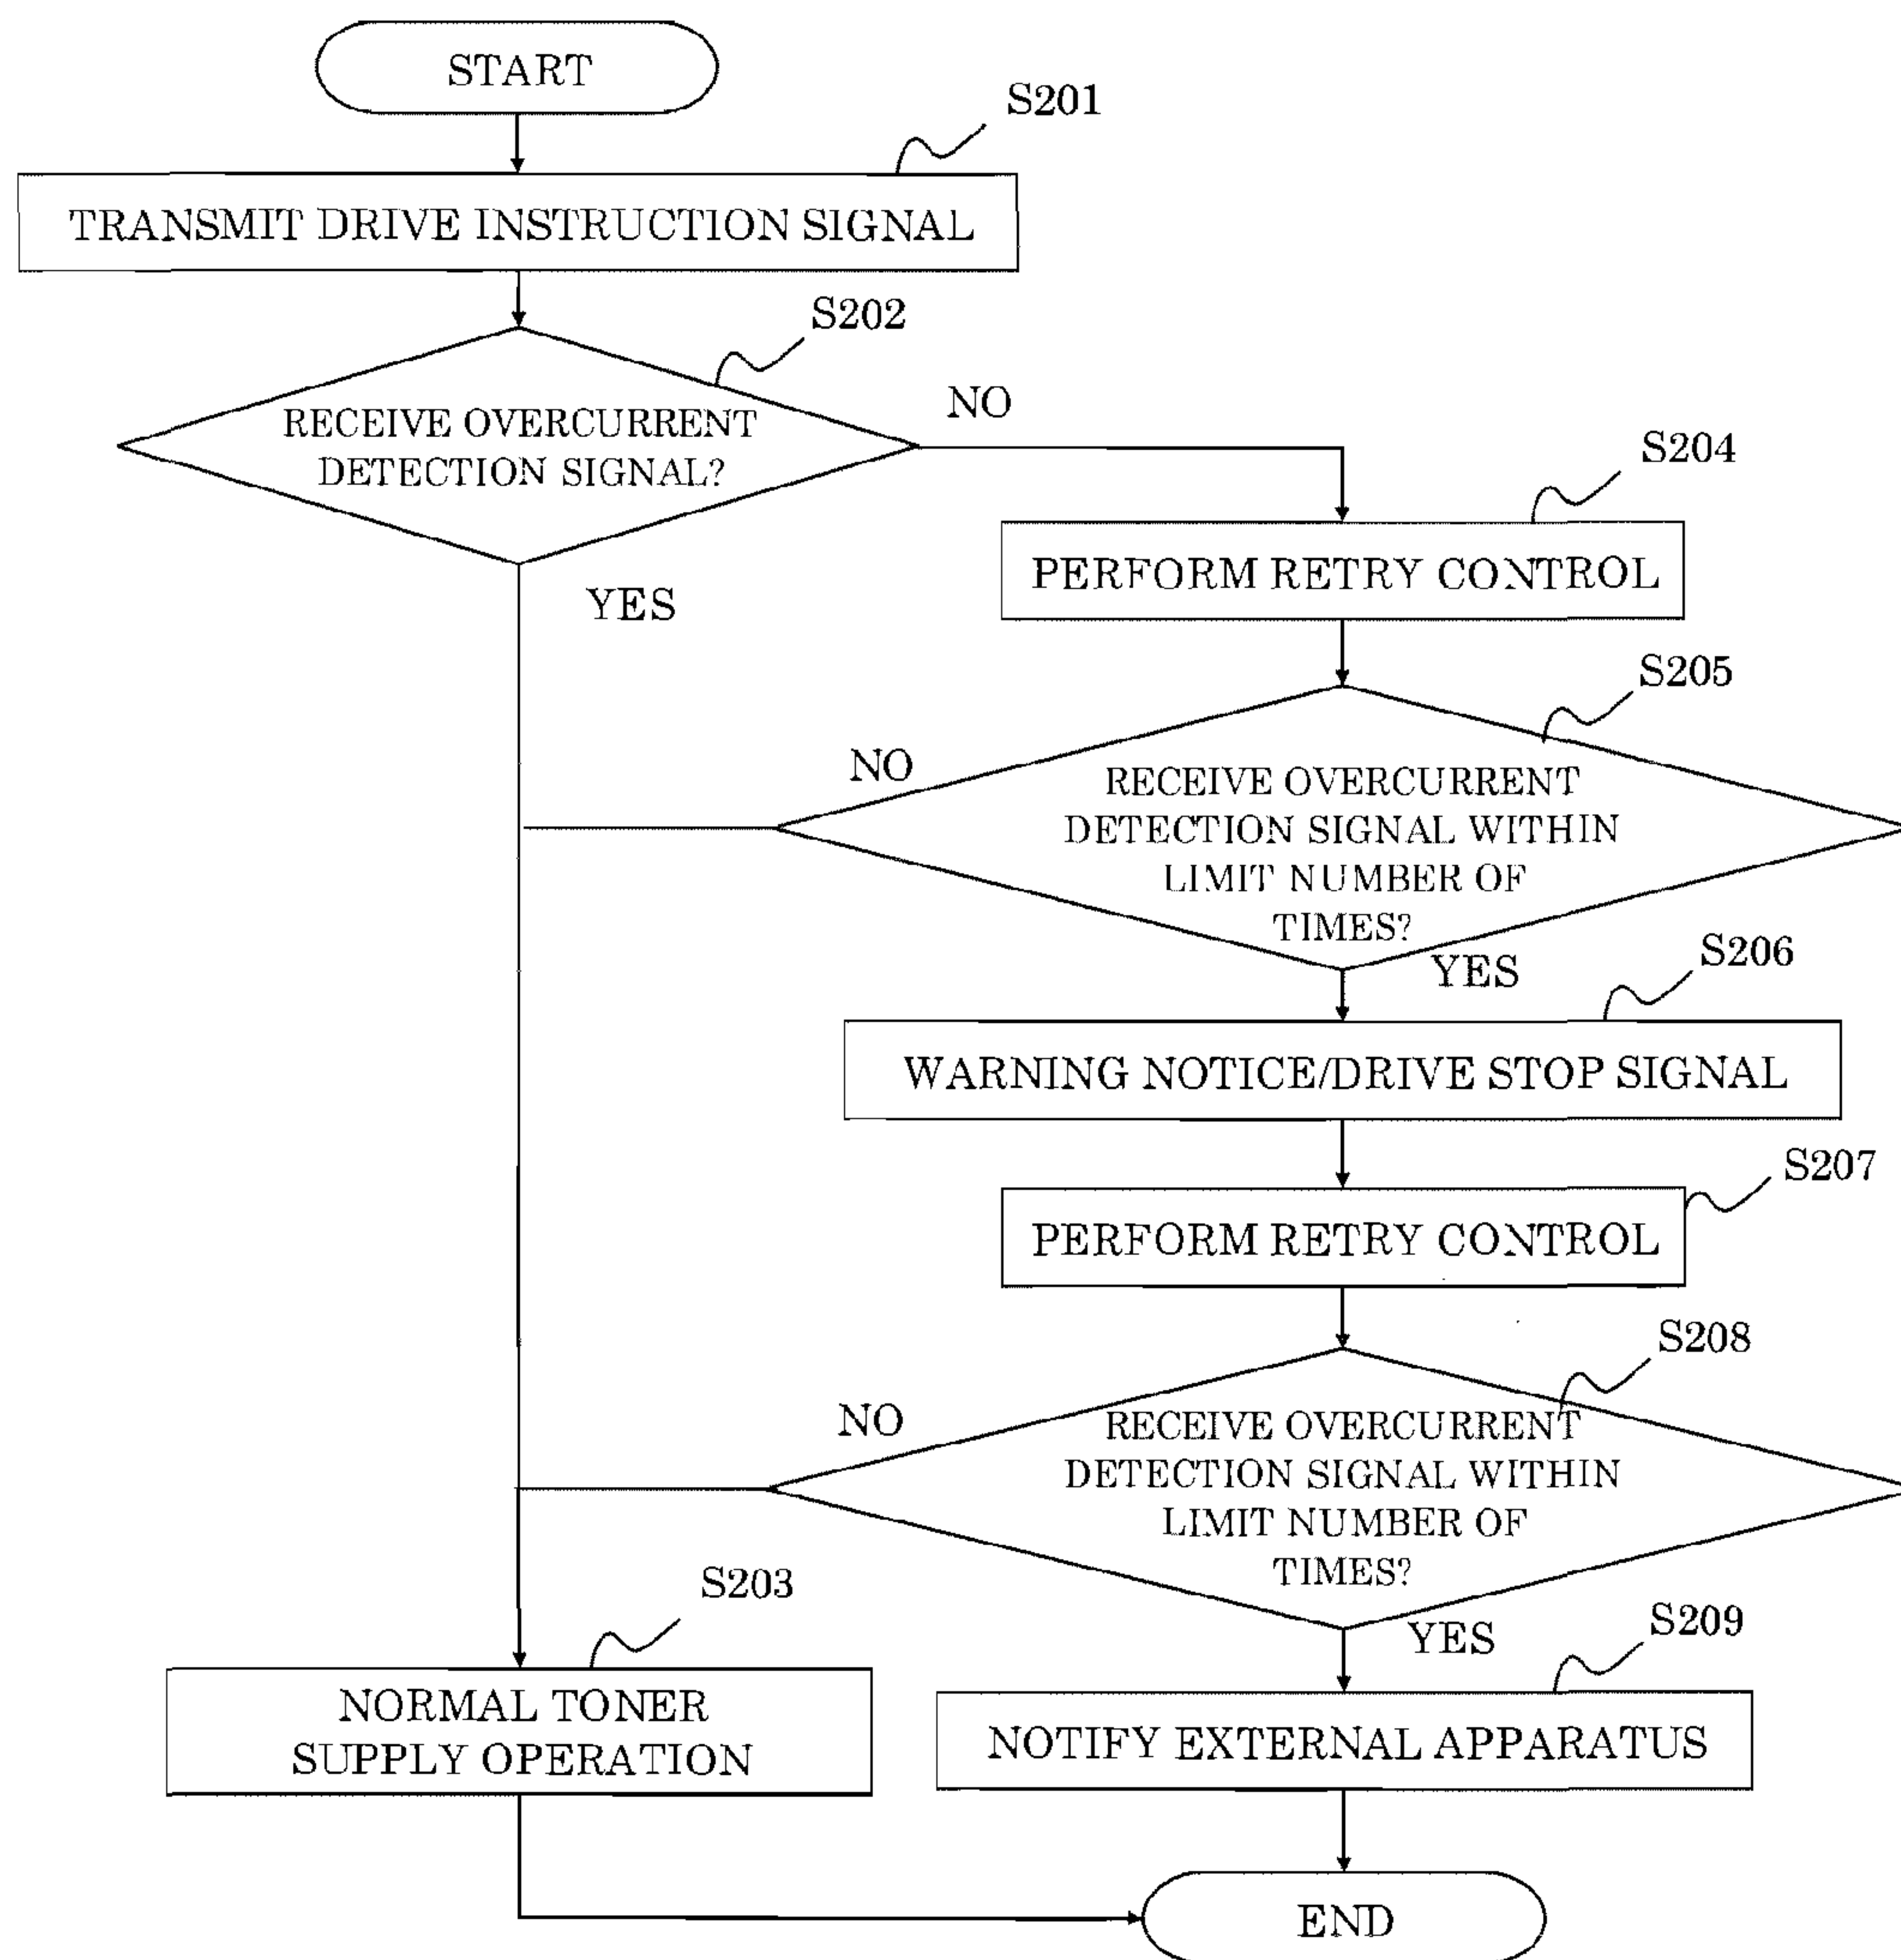 START
S201
TRANSMIT DRIVE INSTRUCTION SIGNAL
S202
RECEIVE OVERCURRENT
DETECTION SIGNAL?
NO
YES
S204
PERFORM RETRY CONTROL
S205
NO
RECEIVE OVERCURRENT
DETECTION SIGNAL WITHIN
LIMIT NUMBER OF
TIMES?
YES
S206
WARNING NOTICE/DRIVE STOP SIGNAL
S207
PERFORM RETRY CONTROL
S208
NO
RECEIVE OVERCURRENT
DETECTION SIGNAL WITHIN
LIMIT NUMBER OF
TIMES?
YES
S203
NORMAL TONER
SUPPLY OPERATION
S209
NOTIFY EXTERNAL APPARATUS
END